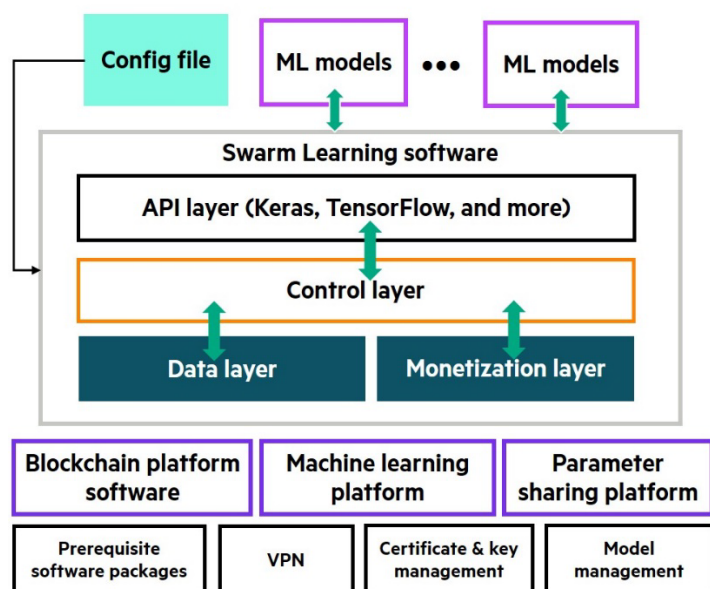 Config file
ML models
•••
ML models
Swarm Learning software
API layer (Keras, TensorFlow, and more)
Control layer
Data layer
Monetization layer
Blockchain platform
software
Machine learning
platform
Parameter
sharing platform
Prerequisite
software packages
VPN
Certificate & key
management
Model
management